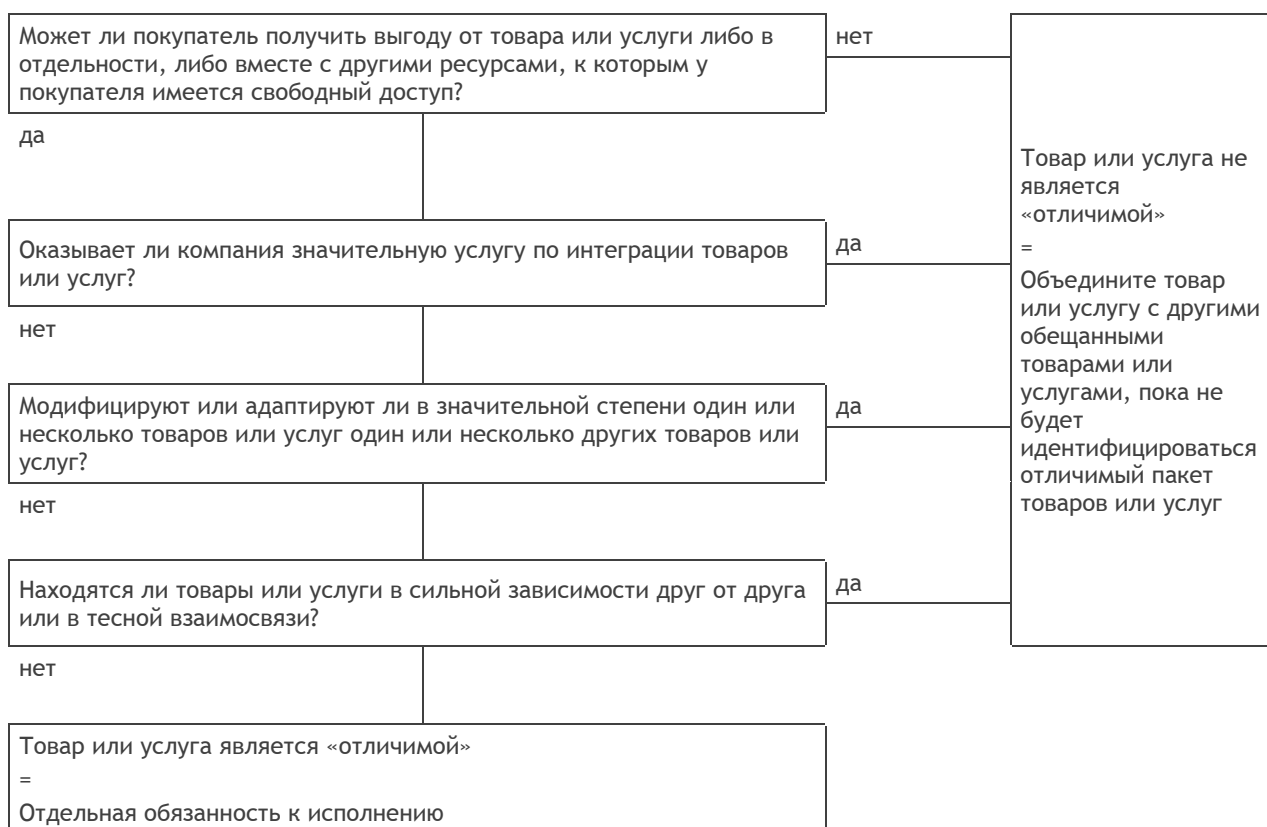 Может ли покупатель получить выгоду от товара или услуги либо в
отдельности, либо вместе с другими ресурсами, к которым у
покупателя имеется свободный доступ?
нет
да
Оказывает ли компания значительную услугу по интеграции товаров
или услуг?
да
нет
Модифицируют или адаптируют ли в значительной степени один или
несколько товаров или услуг один или несколько других товаров или
услуг?
да
нет
Находятся ли товары или услуги в сильной зависимости друг от друга
или в тесной взаимосвязи?
да
нет
Товар или услуга не
является
«отличимой»
=
Объедините товар
или услугу с другими
обещанными
товарами или
услугами, пока не
будет
идентифицироваться
отличимый пакет
товаров или услуг
Товар или услуга является «отличимой»
=
Отдельная обязанность к исполнению